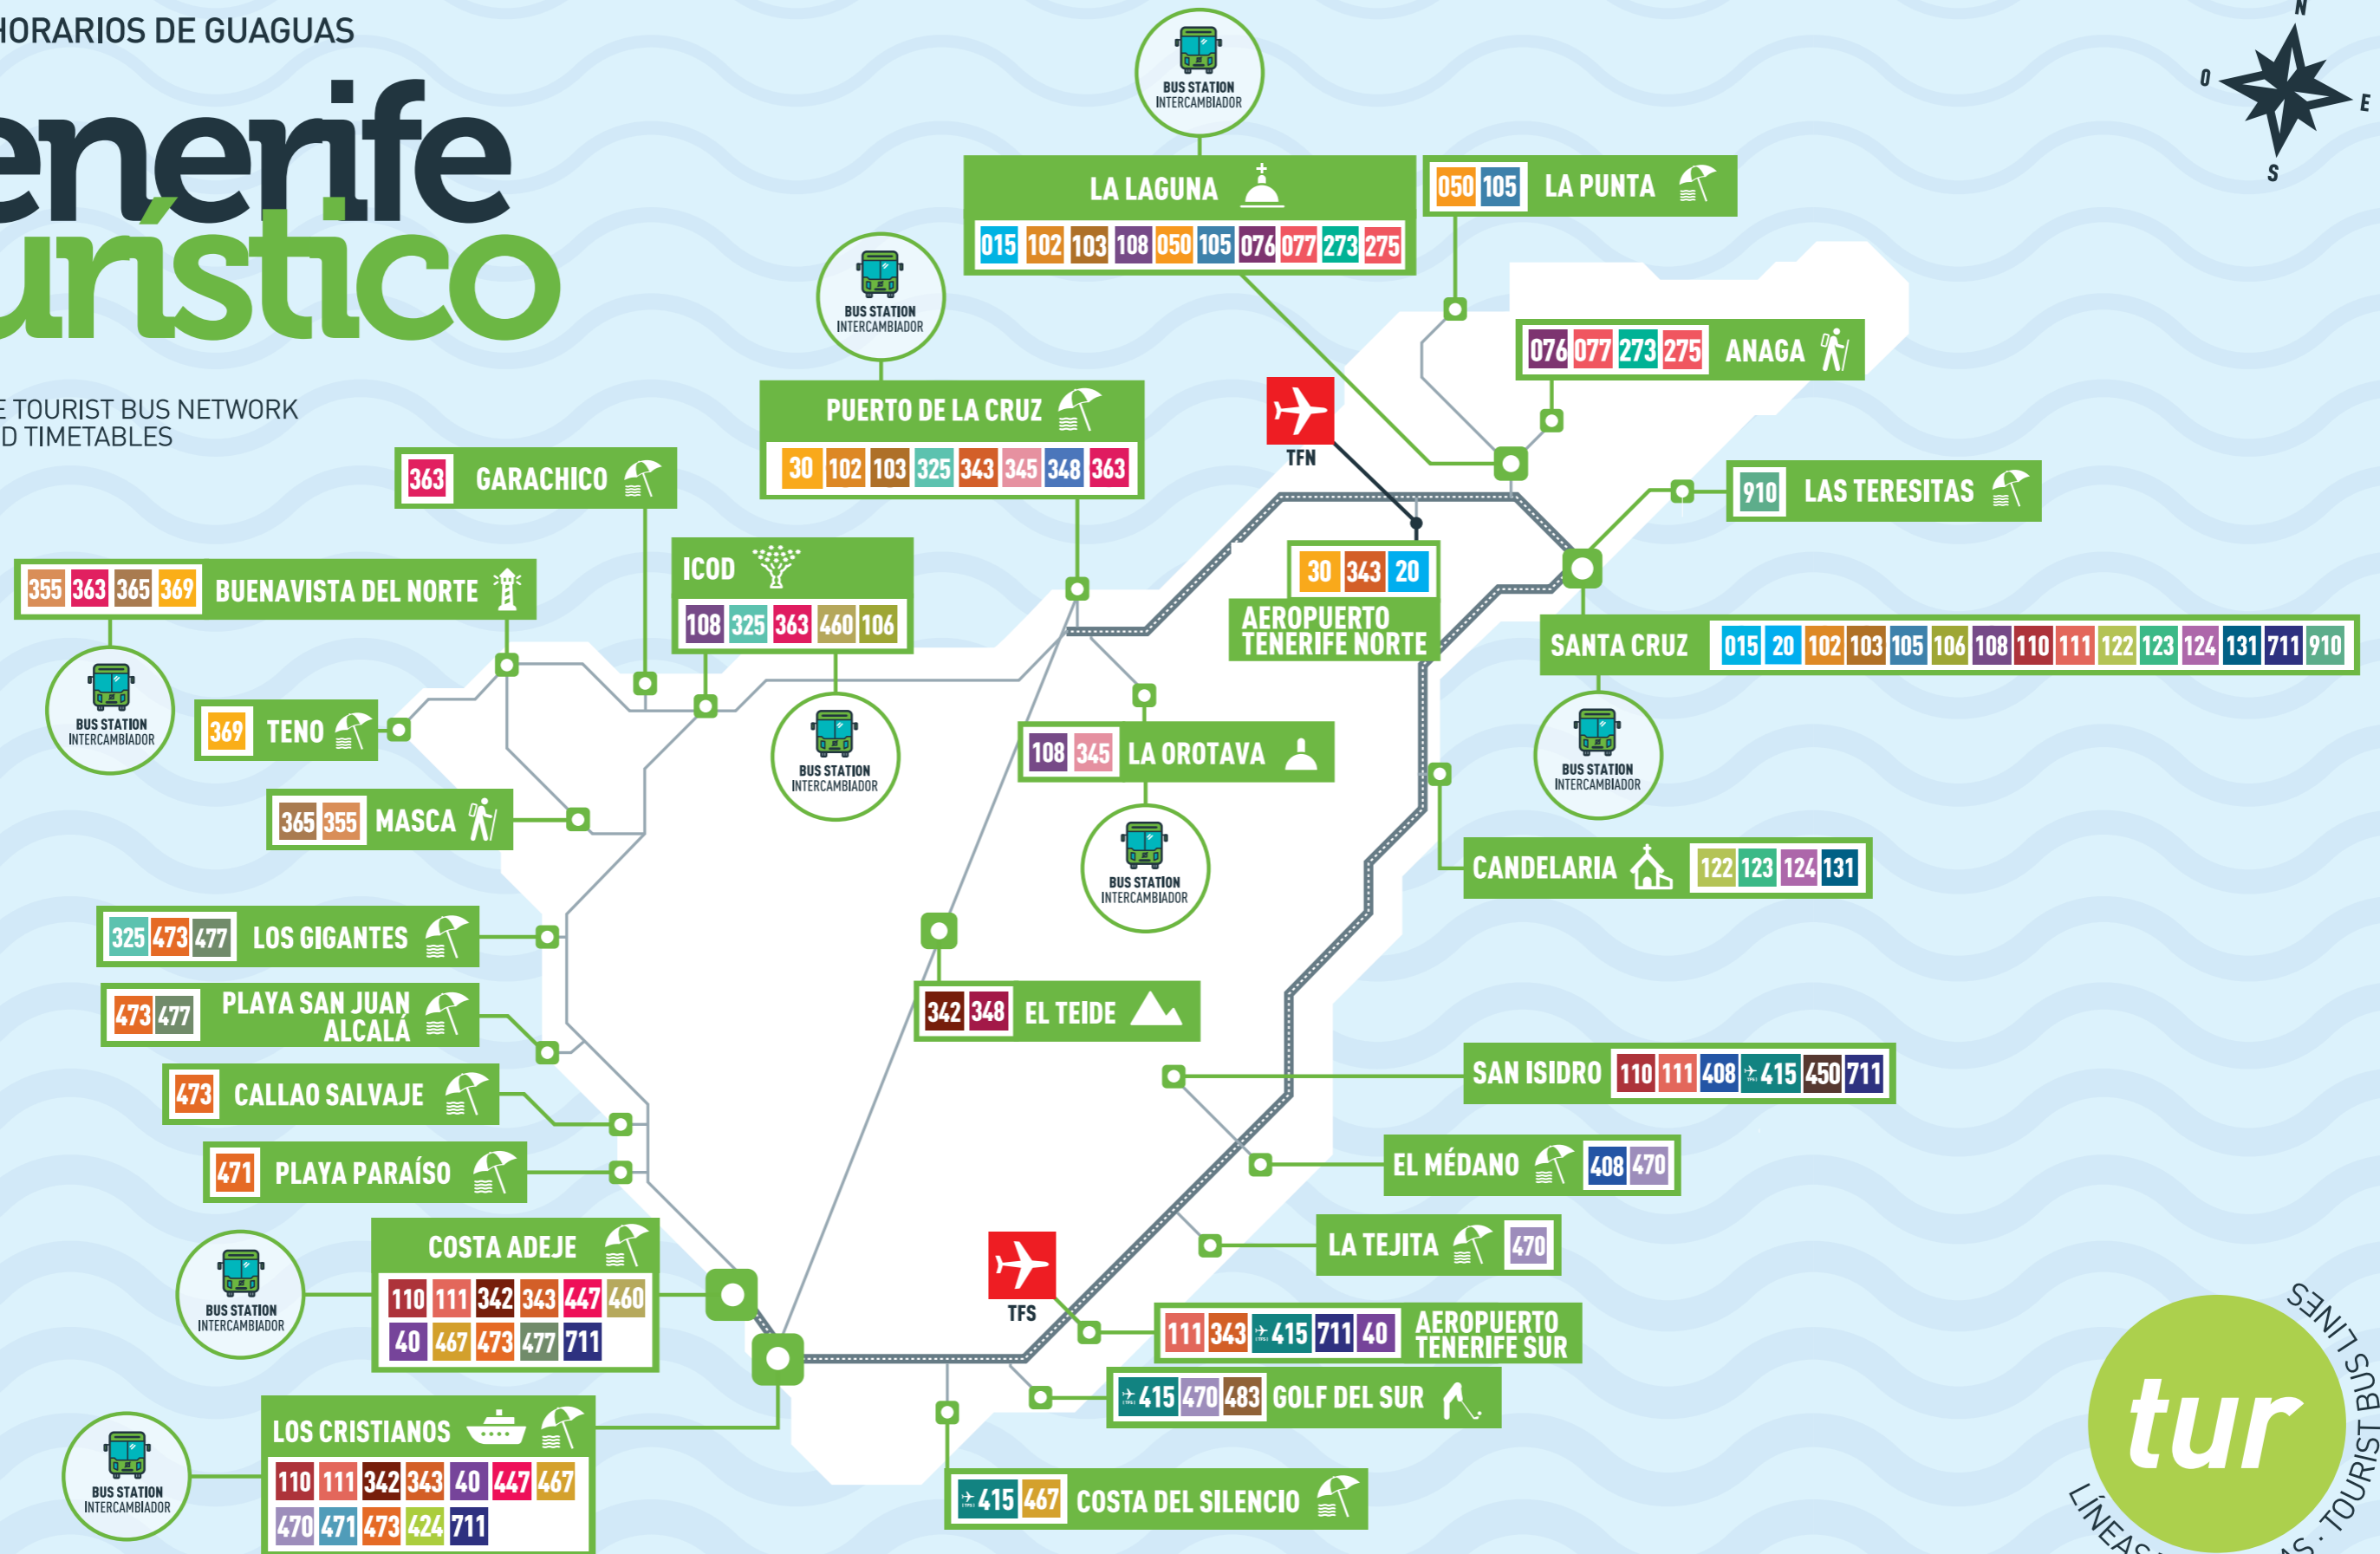 HORARIOS DE GUAGUAS
enerife
urístico
E TOURIST BUS NETWORK
D TIMETABLES
N
O
E
S
BUS STATION
INTERCAMBIADOR
LA LAGUNA
015 102 103 108 050 105 076 077 273 275
050 105 LA PUNTA
BUS STATION
INTERCAMBIADOR
PUERTO DE LA CRUZ
30 102 103 325 343 345 348 363
076 077 273 275 ANAGA
TFN
363 GARACHICO
910 LAS TERESITAS
ICOD
108 325 363 460 106
BUS STATION
INTERCAMBIADOR
30 343 20
AEROPUERTO
TENERIFE NORTE
355 363 365 369 BUENAVISTA DEL NORTE
BUS STATION
INTERCAMBIADOR
SANTA CRUZ 015 20 102 103 105 106 108 110 111 122 123 124 131 711 910
BUS STATION
INTERCAMBIADOR
369 TENO
108 345 LA OROTAVA
BUS STATION
INTERCAMBIADOR
365 355 MASCA
CANDELARIA 122 123 124 131
325 473 477 LOS GIGANTES
473 477 PLAYA SAN JUAN
ALCALÁ
342 348 EL TEIDE
473 CALLAO SALVAJE
SAN ISIDRO 110 111 408 415 450 711
471 PLAYA PARAÍSO
EL MÉDANO 408 470
LA TEJITA 470
COSTA ADEJE
110 111 342 343 447 460
40 467 473 477 711
BUS STATION
INTERCAMBIADOR
TFS
111 343 415 711 40 AEROPUERTO
TENERIFE SUR
415 470 483 GOLF DEL SUR
LOS CRISTIANOS
110 111 342 343 40 447 467
470 471 473 424 711
BUS STATION
INTERCAMBIADOR
415 467 COSTA DEL SILENCIO
tur
TOURIST BUS LINES